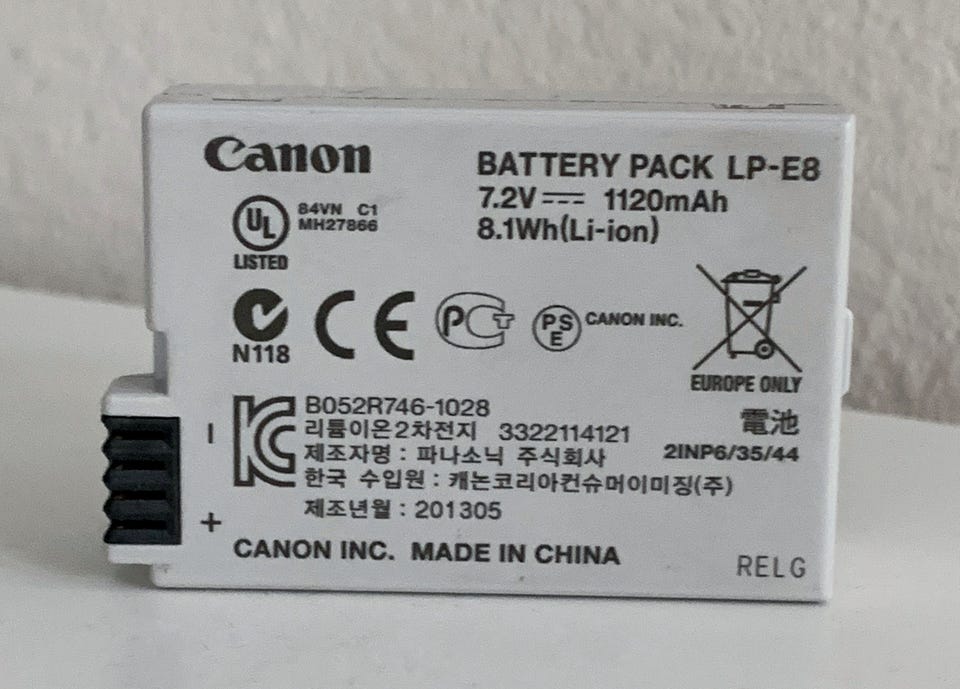 Canon
BATTERY PACK LP-E8
7.2V⎓ 1120mAh
8.1Wh(Li-ion)
UL
LISTED
84VN C1
MH27866
N118
CE
PCT
PSE
CANON INC.
EUROPE ONLY
KC
B052R746-1028
리튬이온2차전지 3322114121
제조자명 : 파나소닉 주식회사
한국 수입원 : 캐논코리아컨슈머이미징(주)
제조년월 : 201305
電池
2INP6/35/44
−
+
CANON INC. MADE IN CHINA
RELG